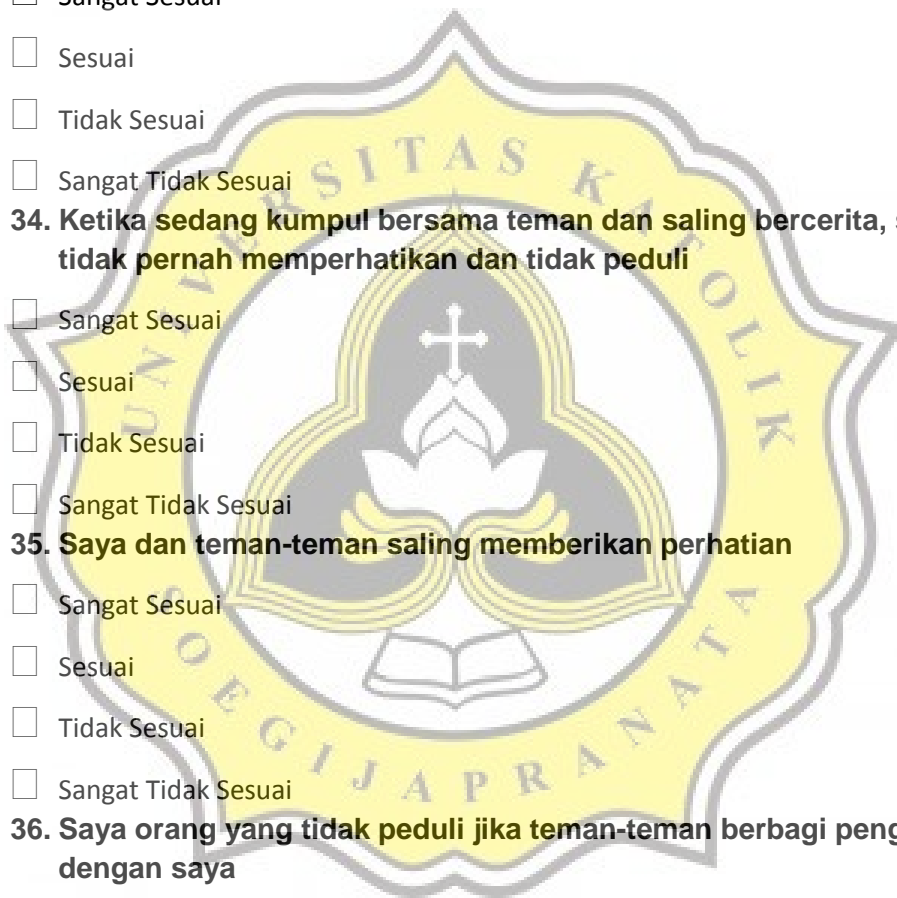 Sangat Sesuai
Sesuai
Tidak Sesuai
Sangat Tidak Sesuai
34. Ketika sedang kumpul bersama teman dan saling bercerita,
tidak pernah memperhatikan dan tidak peduli
Sangat Sesuai
Sesuai
Tidak Sesuai
Sangat Tidak Sesuai
35. Saya dan teman-teman saling memberikan perhatian
Sangat Sesuai
Sesuai
Tidak Sesuai
Sangat Tidak Sesuai
36. Saya orang yang tidak peduli jika teman-teman berbagi
dengan saya
UNIVERSITAS KATOLIK
SOEGIJAPRANATA